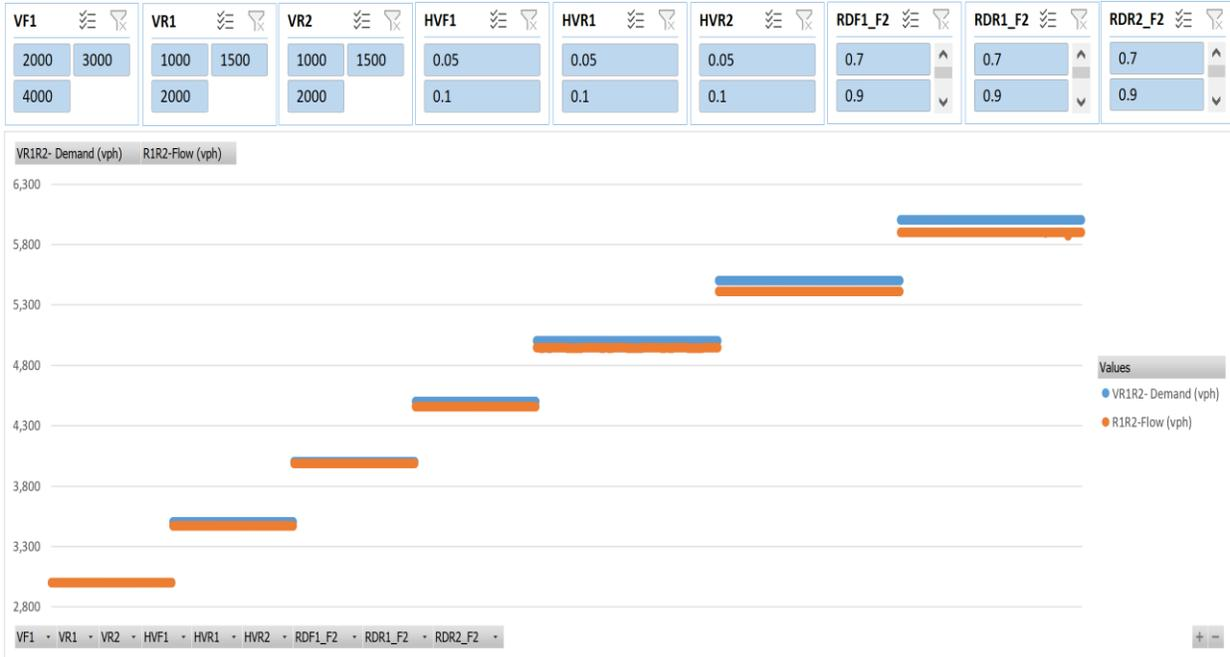 VF1 VR1 VR2 HVF1 HVR1 HVR2 RDF1_F2 RDR1_F2 RDR2_F2
2000 3000 1000 1500 1000 1500 0.05 0.05 0.05 0.7 0.7 0.7
4000 2000 2000 0.1 0.1 0.1 0.9 0.9 0.9
VR1R2- Demand (vph) R1R2-Flow (vph)
6,300
5,800
5,300
4,800
Values
VR1R2- Demand (vph)
R1R2-Flow (vph)
4,300
3,800
3,300
2,800
VF1 VR1 VR2 HVF1 HVR1 HVR2 RDF1_F2 RDR1_F2 RDR2_F2
+ −